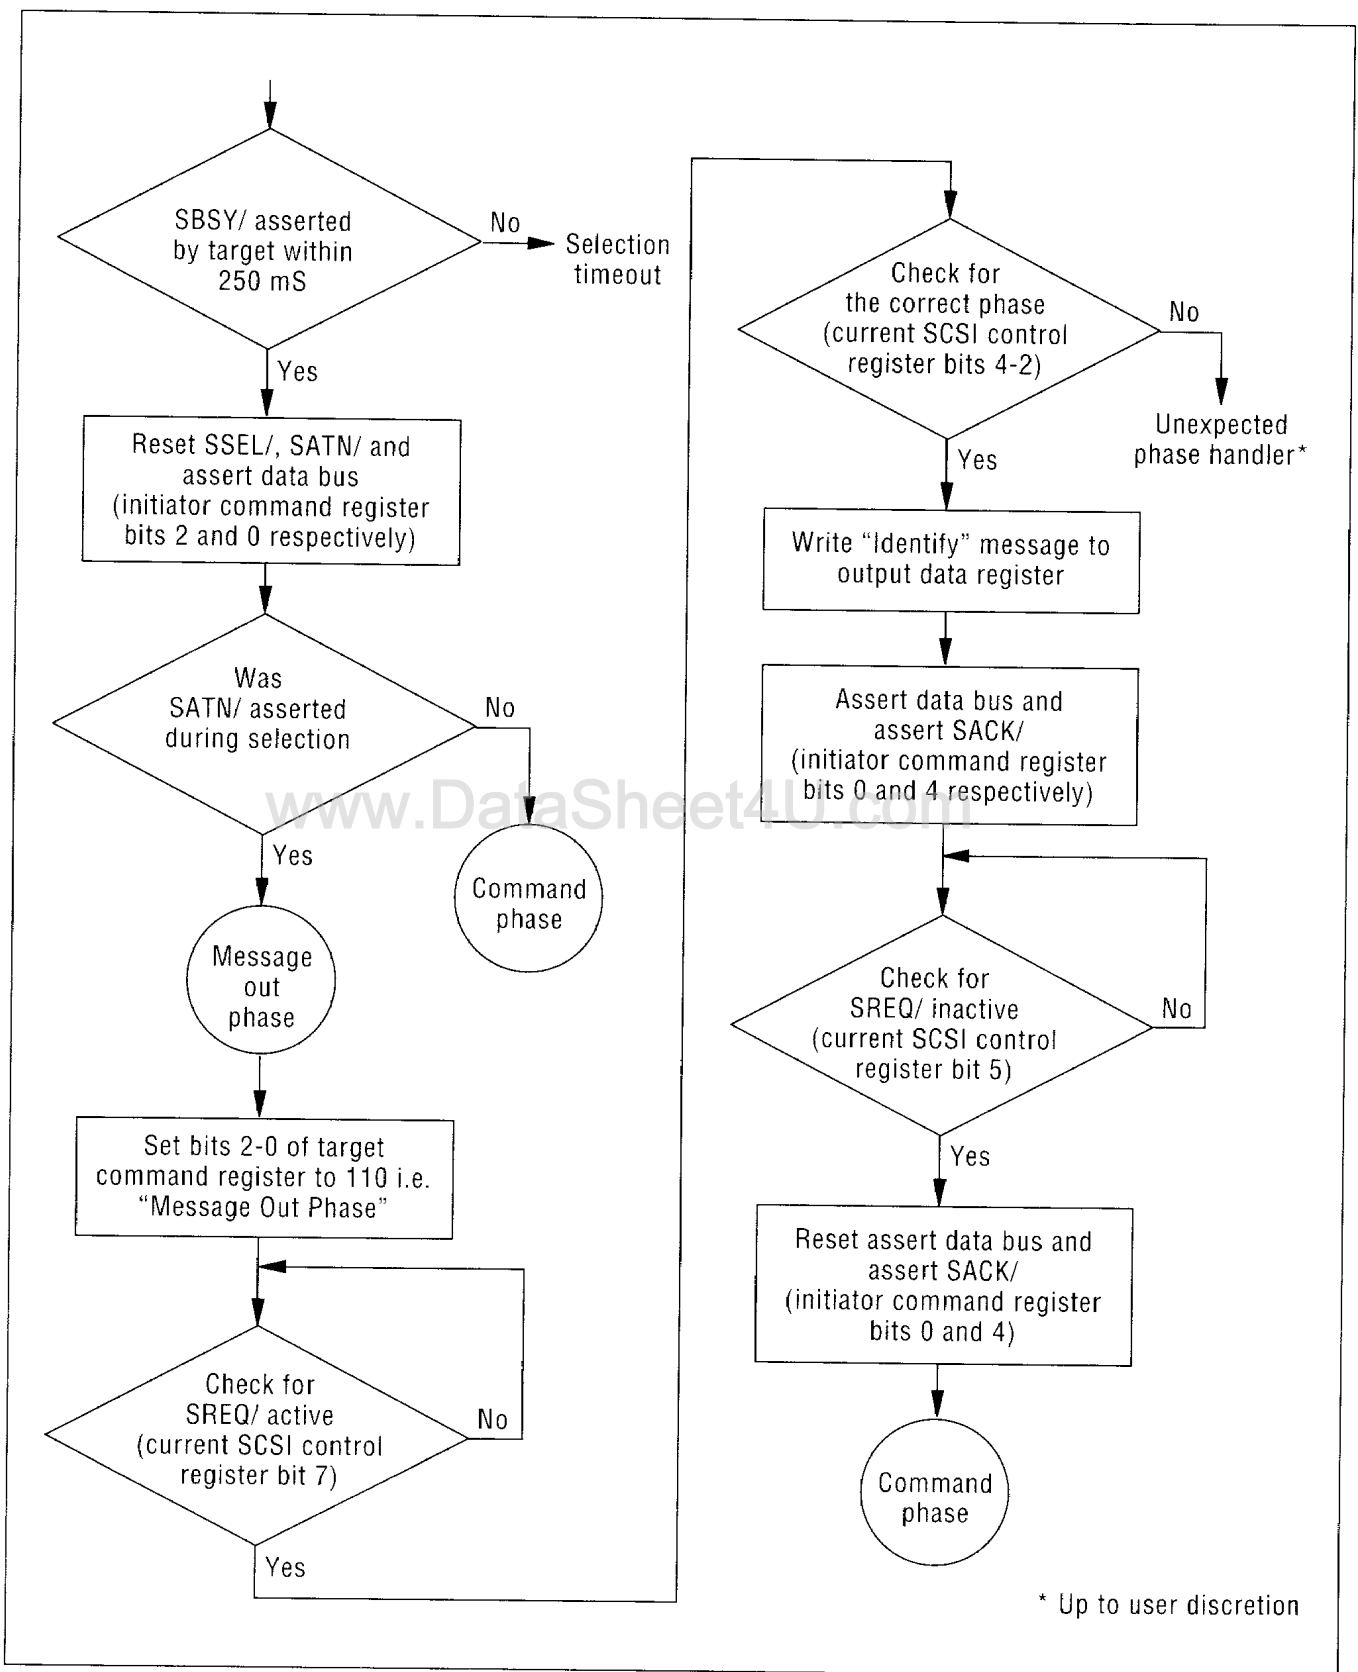 SBSY/ asserted
by target within
250 mS
No
Selection
timeout
Yes
Reset SSEL/, SATN/ and
assert data bus
(initiator command register
bits 2 and 0 respectively)
Was
SATN/ asserted
during selection
No
Command
phase
Yes
Message
out
phase
Set bits 2-0 of target
command register to 110 i.e.
“Message Out Phase”
Check for
SREQ/ active
(current SCSI control
register bit 7)
No
Yes
Check for
the correct phase
(current SCSI control
register bits 4-2)
No
Unexpected
phase handler*
Yes
Write “Identify” message to
output data register
Assert data bus and
assert SACK/
(initiator command register
bits 0 and 4 respectively)
Check for
SREQ/ inactive
(current SCSI control
register bit 5)
No
Yes
Reset assert data bus and
assert SACK/
(initiator command register
bits 0 and 4)
Command
phase
* Up to user discretion
www.DataSheet4U.com